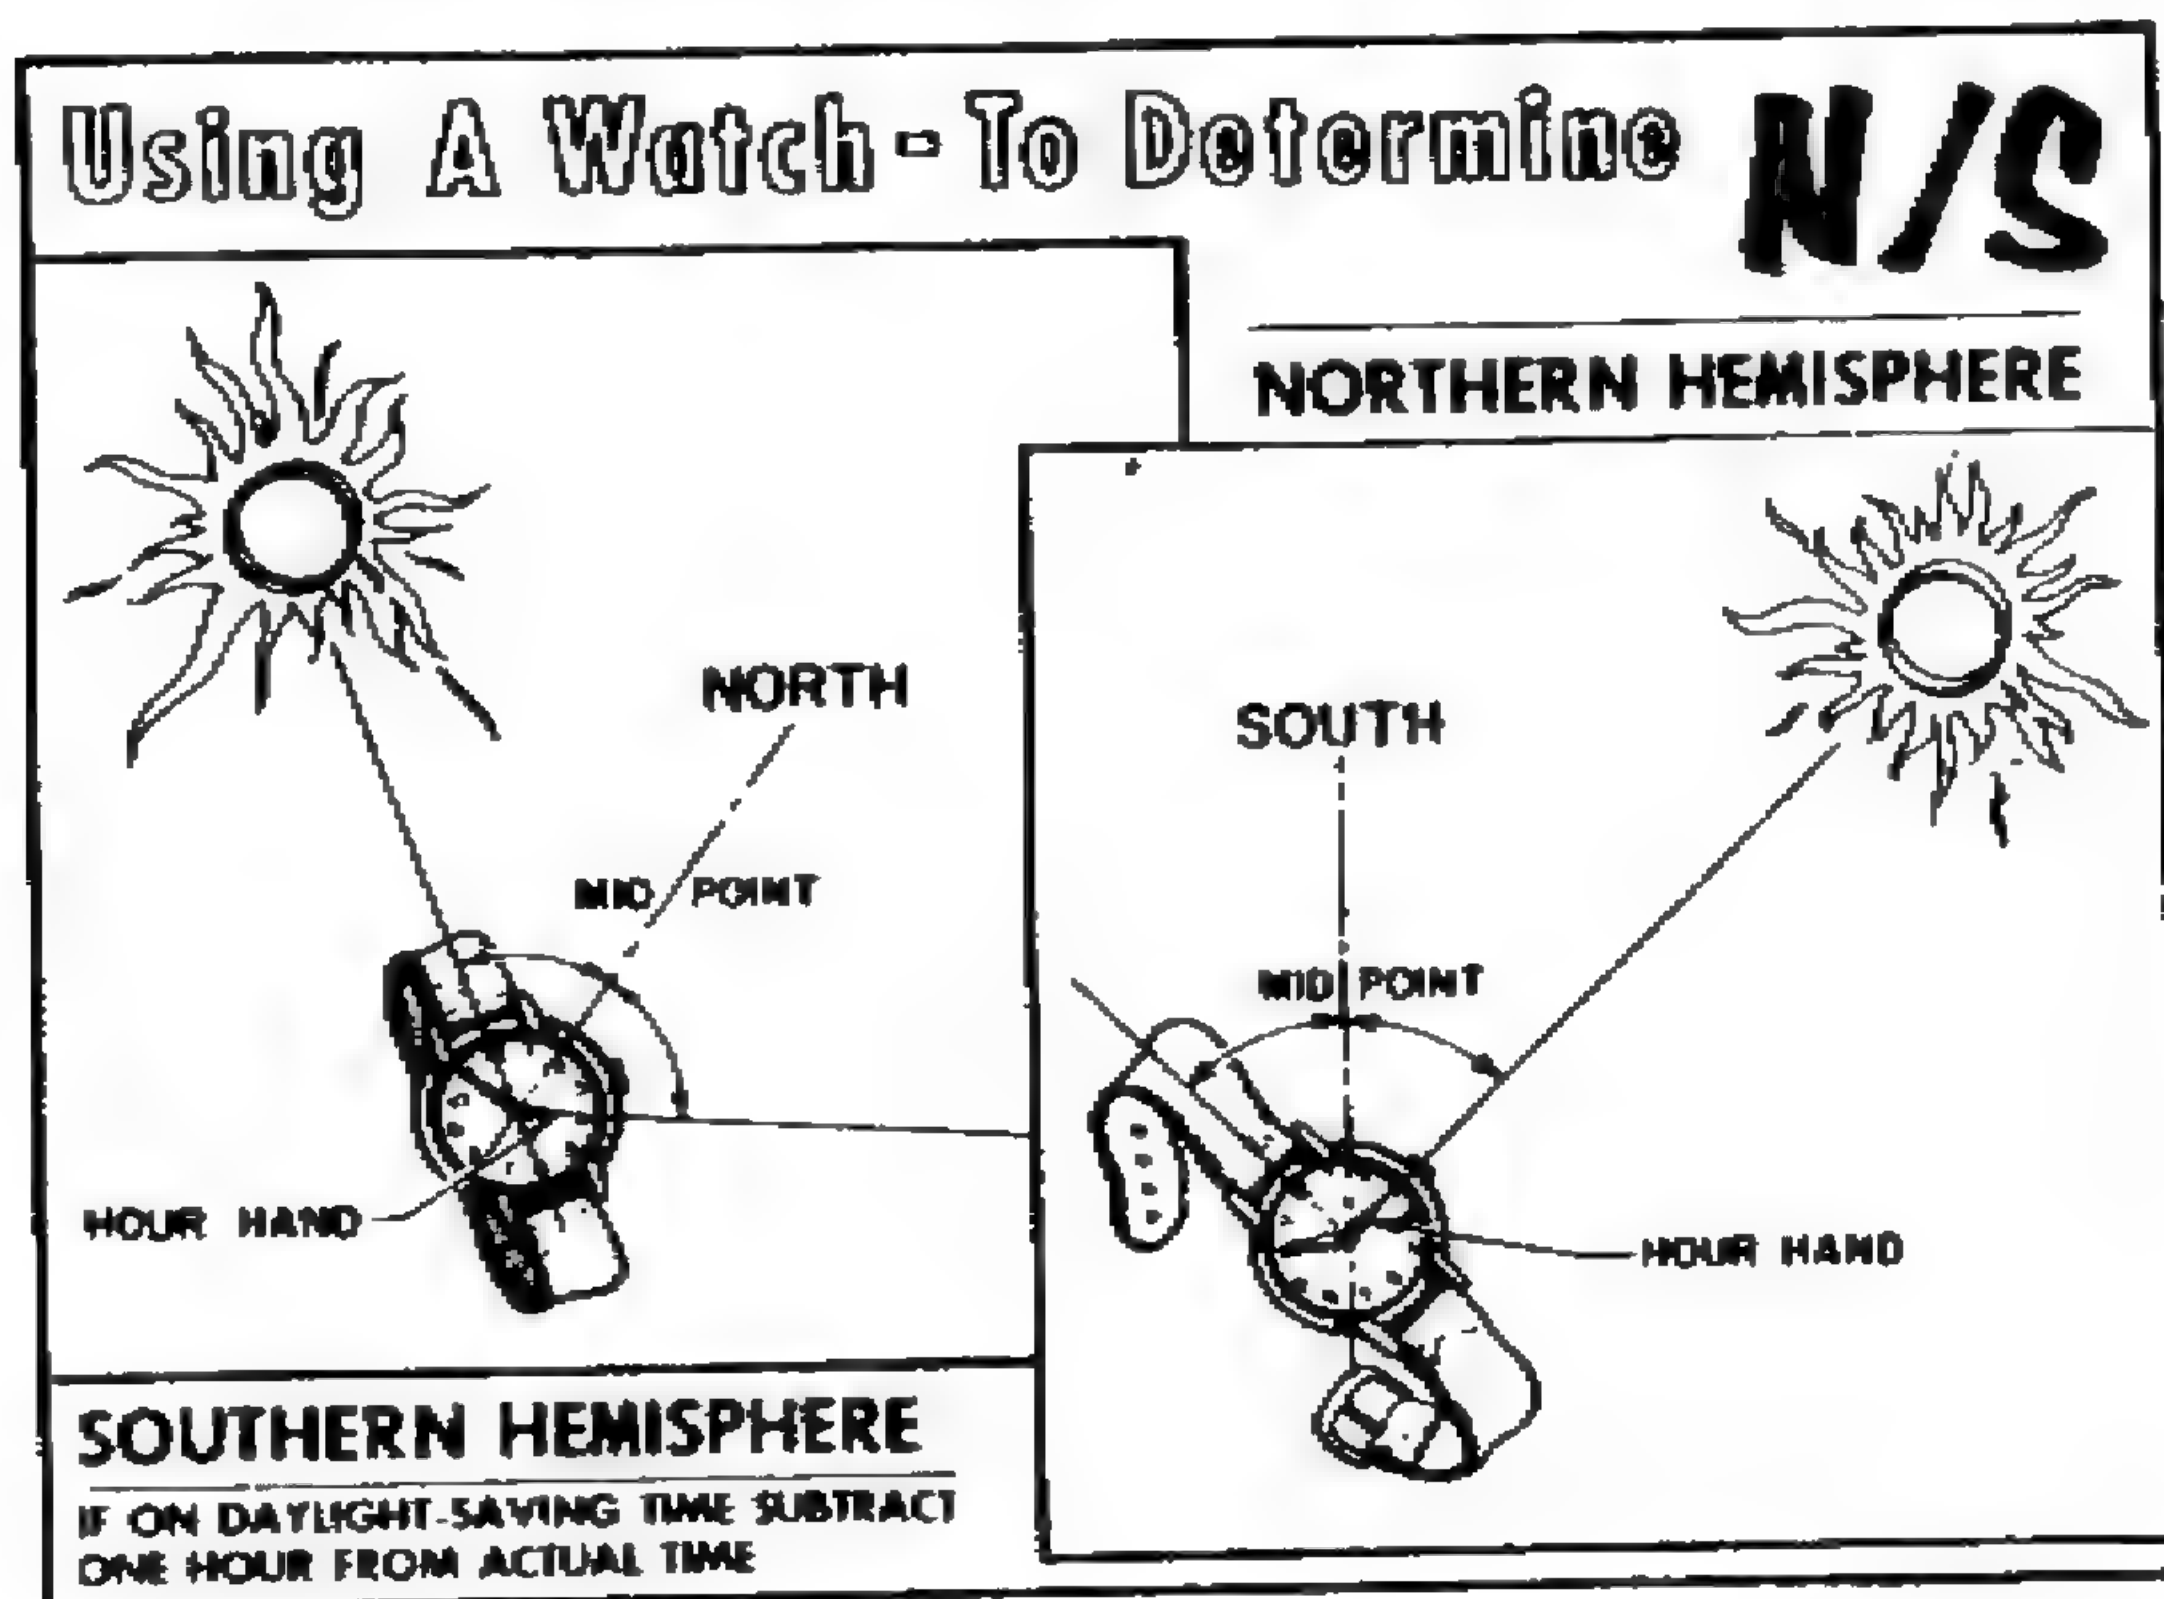 Using A Watch - To Determine N/S
NORTHERN HEMISPHERE
NORTH
MID POINT
HOUR HAND
SOUTH
MID POINT
HOUR HAND
SOUTHERN HEMISPHERE
IF ON DAYLIGHT-SAVING TIME SUBTRACT
ONE HOUR FROM ACTUAL TIME